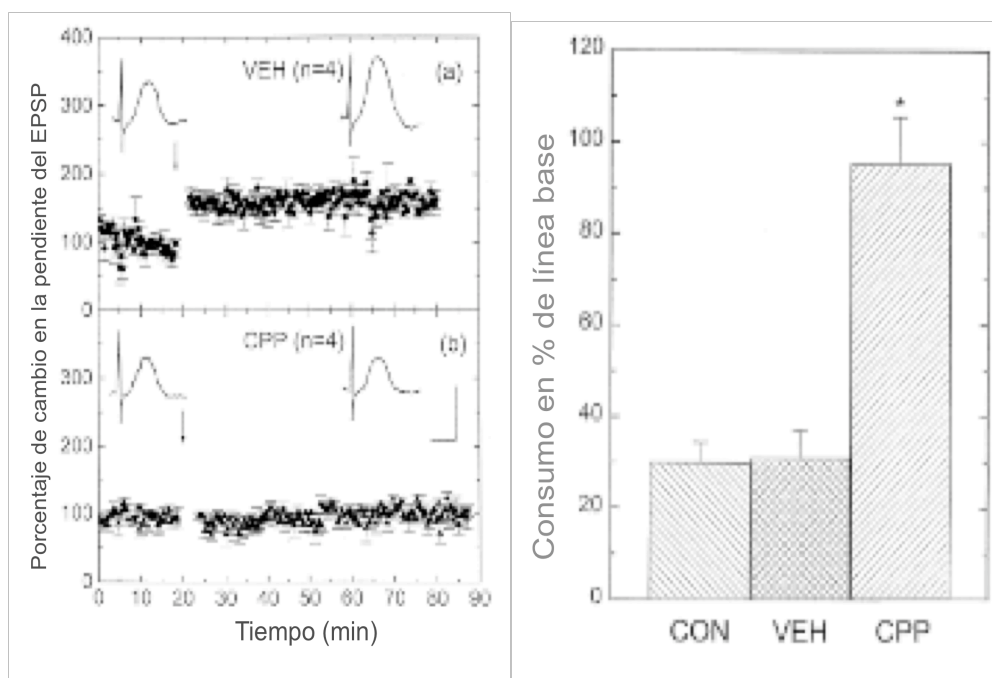 Porcentaje de cambio en la pendiente del EPSP
400
300
200
100
0
VEH (n=4)
(a)
300
200
100
0
CPP (n=4)
(b)
0 10 20 30 40 50 60 70 80 90
Tiempo (min)
Consumo en % de línea base
120
100
80
60
40
20
0
*
CON VEH CPP